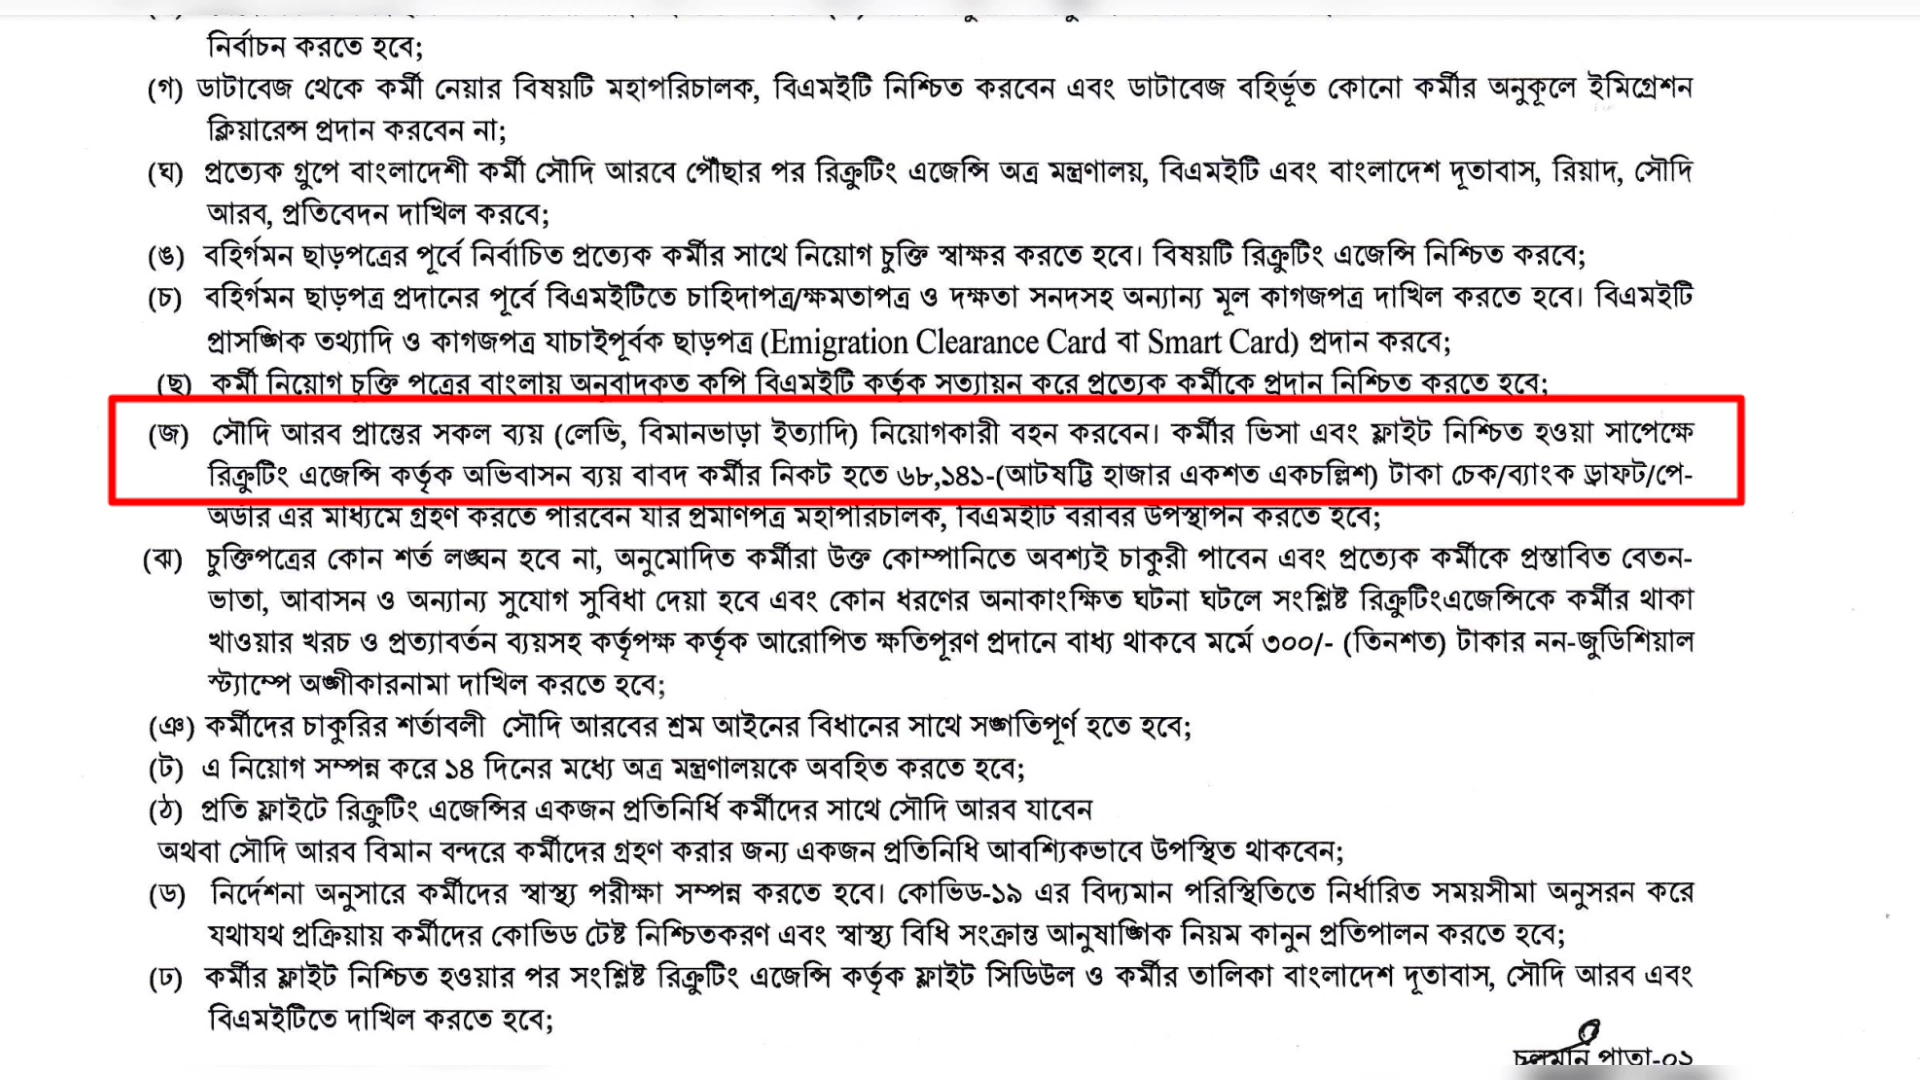 নির্বাচন করতে হবে;
(গ) ডাটাবেজ থেকে কর্মী নেয়ার বিষয়টি মহাপরিচালক, বিএমইটি নিশ্চিত করবেন এবং ডাটাবেজ বহির্ভূত কোনো কর্মীর অনুকূলে ইমিগ্রেশন
ক্লিয়ারেন্স প্রদান করবেন না;
(ঘ) প্রত্যেক গ্রুপে বাংলাদেশী কর্মী সৌদি আরবে পৌঁছার পর রিক্রুটিং এজেন্সি অত্র মন্ত্রণালয়, বিএমইটি এবং বাংলাদেশ দূতাবাস, রিয়াদ, সৌদি
আরব, প্রতিবেদন দাখিল করবে;
(ঙ) বহির্গমন ছাড়পত্রের পূর্বে নির্বাচিত প্রত্যেক কর্মীর সাথে নিয়োগ চুক্তি স্বাক্ষর করতে হবে। বিষয়টি রিক্রুটিং এজেন্সি নিশ্চিত করবে;
(চ) বহির্গমন ছাড়পত্র প্রদানের পূর্বে বিএমইটিতে চাহিদাপত্র/ক্ষমতাপত্র ও দক্ষতা সনদসহ অন্যান্য মূল কাগজপত্র দাখিল করতে হবে। বিএমইটি
প্রাসঙ্গিক তথ্যাদি ও কাগজপত্র যাচাইপূর্বক ছাড়পত্র (Emigration Clearance Card বা Smart Card) প্রদান করবে;
(ছ) কর্মী নিয়োগ চুক্তি পত্রের বাংলায় অনুবাদকৃত কপি বিএমইটি কর্তৃক সত্যায়ন করে প্রত্যেক কর্মীকে প্রদান নিশ্চিত করতে হবে;
(জ) সৌদি আরব প্রান্তের সকল ব্যয় (লেভি, বিমানভাড়া ইত্যাদি) নিয়োগকারী বহন করবেন। কর্মীর ভিসা এবং ফ্লাইট নিশ্চিত হওয়া সাপেক্ষে
রিক্রুটিং এজেন্সি কর্তৃক অভিবাসন ব্যয় বাবদ কর্মীর নিকট হতে ৬৮,১৪১-(আটষট্টি হাজার একশত একচল্লিশ) টাকা চেক/ব্যাংক ড্রাফট/পে-
অর্ডার এর মাধ্যমে গ্রহণ করতে পারবেন যার প্রমাণপত্র মহাপরিচালক, বিএমইটি বরাবর উপস্থাপন করতে হবে;
(ঝ) চুক্তিপত্রের কোন শর্ত লঙ্ঘন হবে না, অনুমোদিত কর্মীরা উক্ত কোম্পানিতে অবশ্যই চাকুরী পাবেন এবং প্রত্যেক কর্মীকে প্রস্তাবিত বেতন-
ভাতা, আবাসন ও অন্যান্য সুযোগ সুবিধা দেয়া হবে এবং কোন ধরণের অনাকাংক্ষিত ঘটনা ঘটলে সংশ্লিষ্ট রিক্রুটিংএজেন্সিকে কর্মীর থাকা
খাওয়ার খরচ ও প্রত্যাবর্তন ব্যয়সহ কর্তৃপক্ষ কর্তৃক আরোপিত ক্ষতিপূরণ প্রদানে বাধ্য থাকবে মর্মে ৩০০/- (তিনশত) টাকার নন-জুডিশিয়াল
স্ট্যাম্পে অঙ্গীকারনামা দাখিল করতে হবে;
(ঞ) কর্মীদের চাকুরির শর্তাবলী সৌদি আরবের শ্রম আইনের বিধানের সাথে সঙ্গতিপূর্ণ হতে হবে;
(ট) এ নিয়োগ সম্পন্ন করে ১৪ দিনের মধ্যে অত্র মন্ত্রণালয়কে অবহিত করতে হবে;
(ঠ) প্রতি ফ্লাইটে রিক্রুটিং এজেন্সির একজন প্রতিনির্ধি কর্মীদের সাথে সৌদি আরব যাবেন
অথবা সৌদি আরব বিমান বন্দরে কর্মীদের গ্রহণ করার জন্য একজন প্রতিনিধি আবশ্যিকভাবে উপস্থিত থাকবেন;
(ড) নির্দেশনা অনুসারে কর্মীদের স্বাস্থ্য পরীক্ষা সম্পন্ন করতে হবে। কোভিড-১৯ এর বিদ্যমান পরিস্থিতিতে নির্ধারিত সময়সীমা অনুসরন করে
যথাযথ প্রক্রিয়ায় কর্মীদের কোভিড টেষ্ট নিশ্চিতকরণ এবং স্বাস্থ্য বিধি সংক্রান্ত আনুষাঙ্গিক নিয়ম কানুন প্রতিপালন করতে হবে;
(ঢ) কর্মীর ফ্লাইট নিশ্চিত হওয়ার পর সংশ্লিষ্ট রিক্রুটিং এজেন্সি কর্তৃক ফ্লাইট সিডিউল ও কর্মীর তালিকা বাংলাদেশ দূতাবাস, সৌদি আরব এবং
বিএমইটিতে দাখিল করতে হবে;
চলমান পাতা-০২